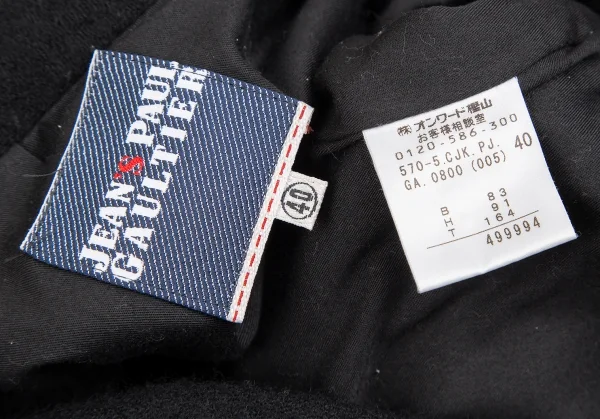 JEAN'S PAUL
GAULTIER
40
㈱オンワード樫山
お客様相談室
0120-586-300
570-5.CJK.PJ. 40
GA.0800 (005)
B 83
H 91
T 164
499994